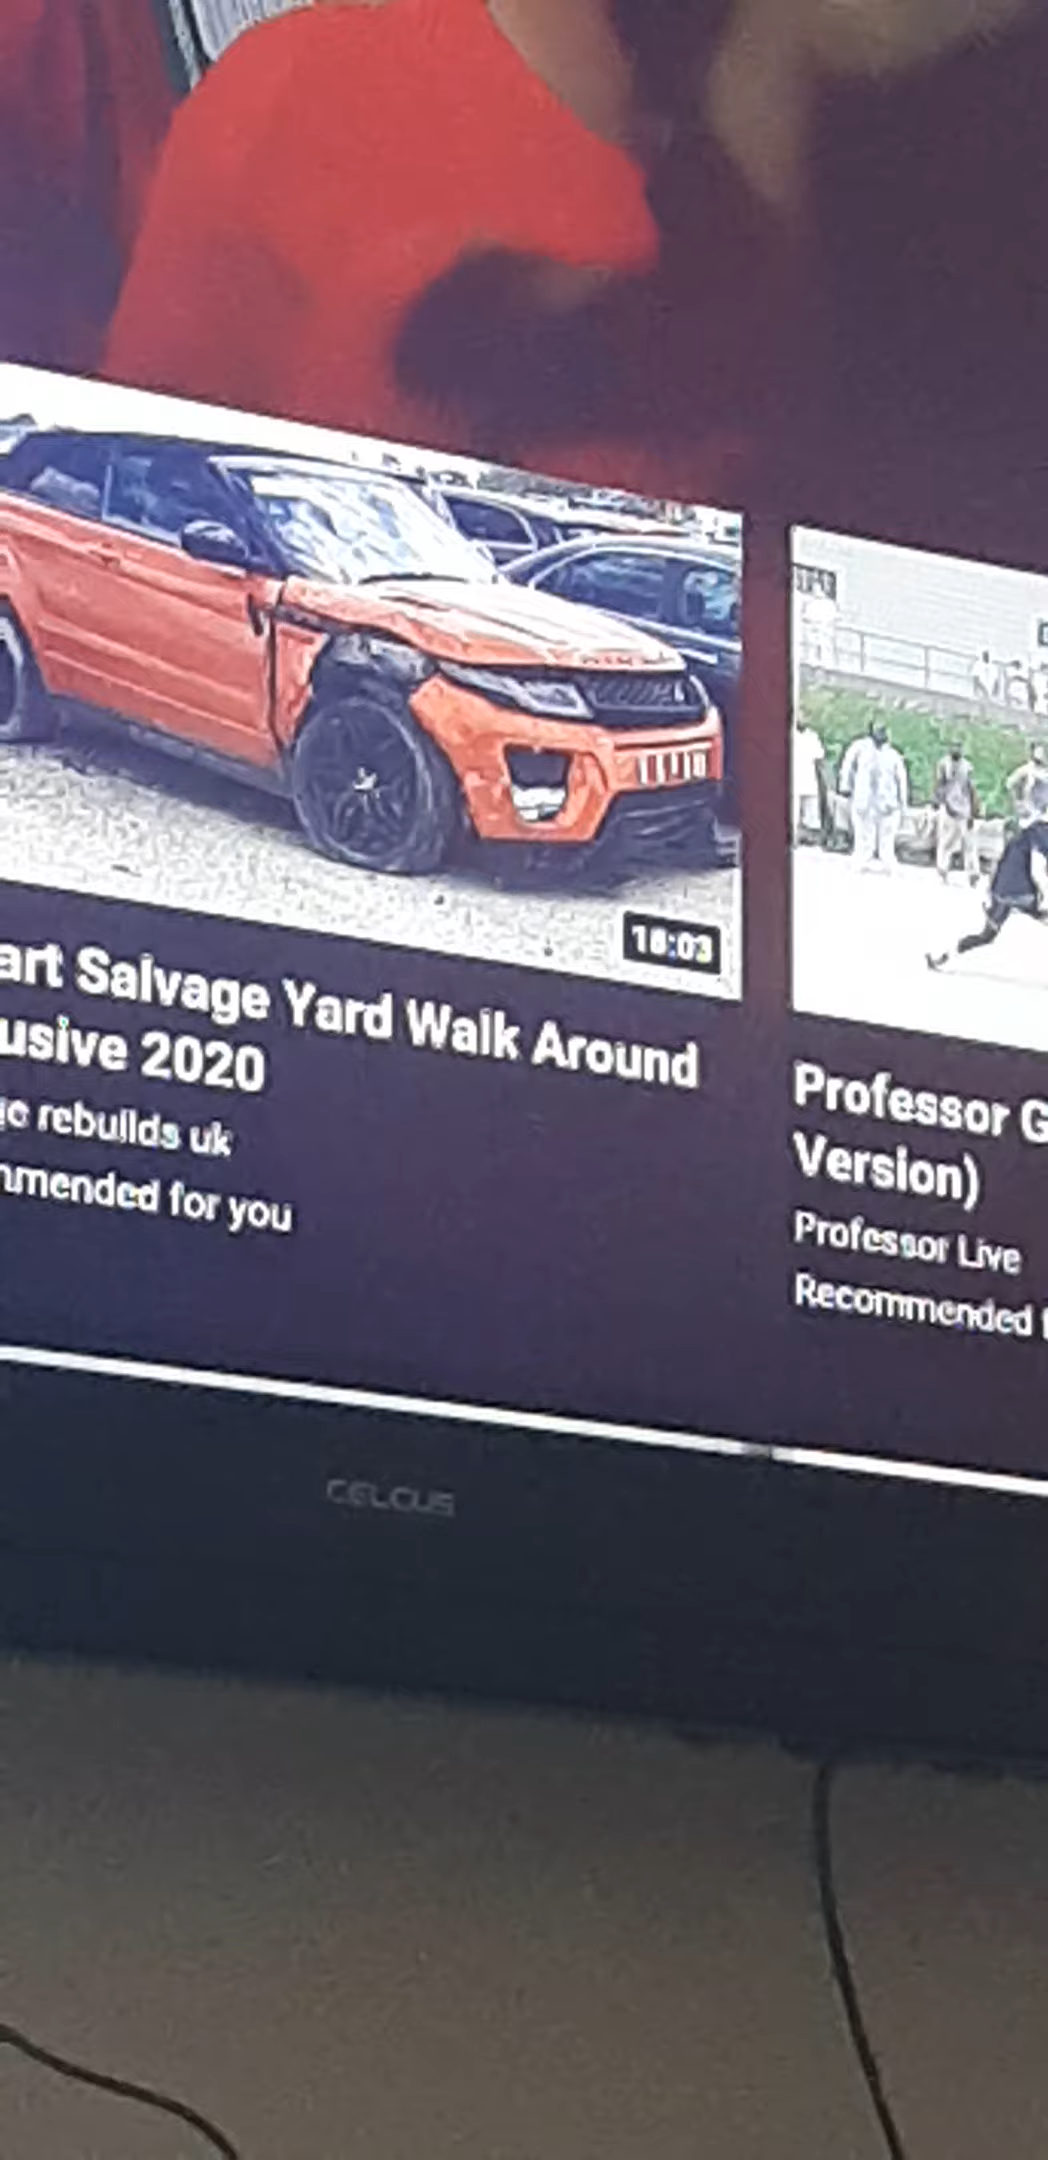 18:03
art Salvage Yard Walk Around
usive 2020
ge rebuilds uk
mmended for you
Professor G
Version)
Professor Live
Recommended f
CELCUS